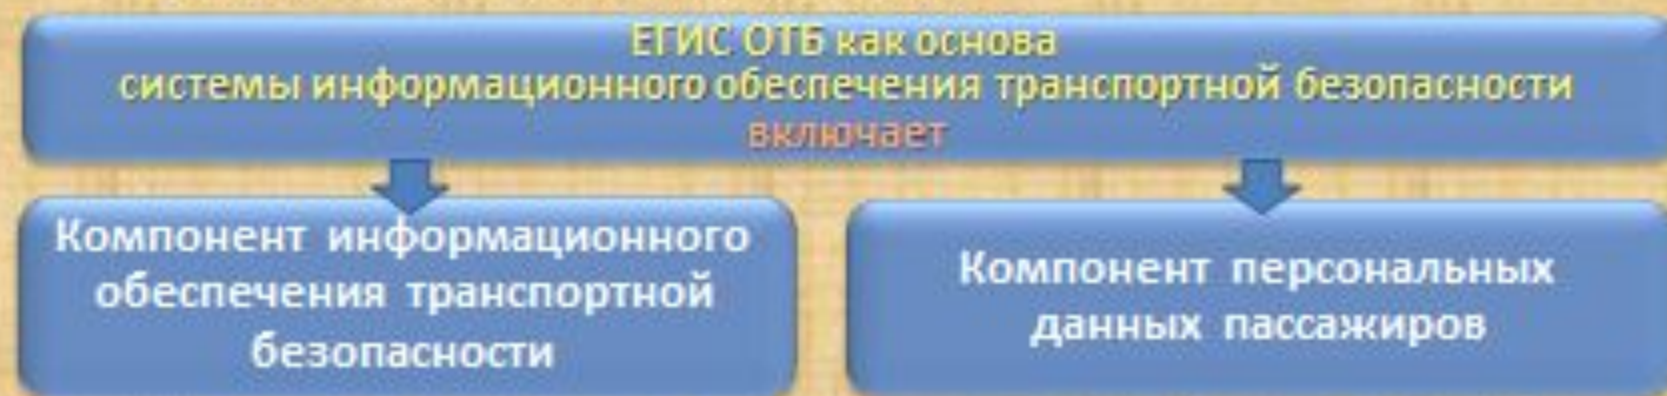 ЕГИС ОТБ как основа
системы информационного обеспечения транспортной безопасности
включает
Компонент информационного
обеспечения транспортной
безопасности
Компонент персональных
данных пассажиров